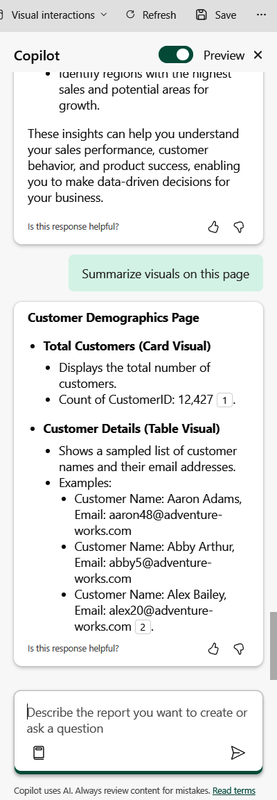 Visual interactions Refresh Save ...
Copilot Preview
Identify regions with the highest
sales and potential areas for
growth.
These insights can help you understand
your sales performance, customer
behavior, and product success, enabling
you to make data-driven decisions for
your business.
Is this response helpful?
Summarize visuals on this page
Customer Demographics Page
• Total Customers (Card Visual)
• Displays the total number of
customers.
• Count of CustomerID: 12,427 1.
• Customer Details (Table Visual)
• Shows a sampled list of customer
names and their email addresses.
• Examples:
• Customer Name: Aaron Adams,
Email: aaron48@adventure-
works.com
• Customer Name: Abby Arthur,
Email: abby5@adventure-
works.com
• Customer Name: Alex Bailey,
Email: alex20@adventure-
works.com 2.
Is this response helpful?
Describe the report you want to create or
ask a question
Copilot uses AI. Always review content for mistakes. Read terms